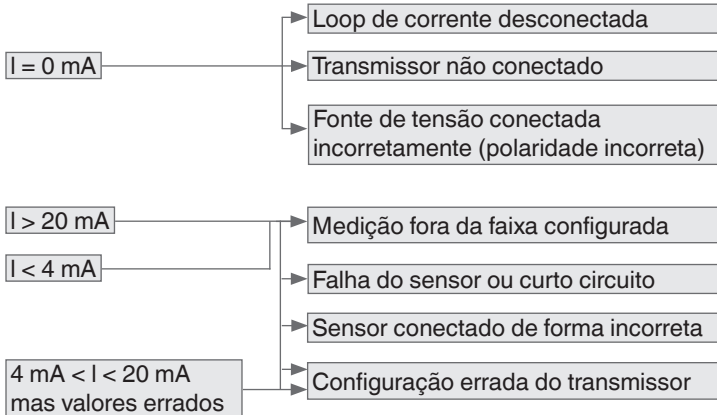 Loop de corrente desconectada
I = 0 mA
Transmissor não conectado
Fonte de tensão conectada
incorretamente (polaridade incorreta)
I > 20 mA
Medição fora da faixa configurada
I < 4 mA
Falha do sensor ou curto circuito
Sensor conectado de forma incorreta
4 mA < I < 20 mA
mas valores errados
Configuração errada do transmissor